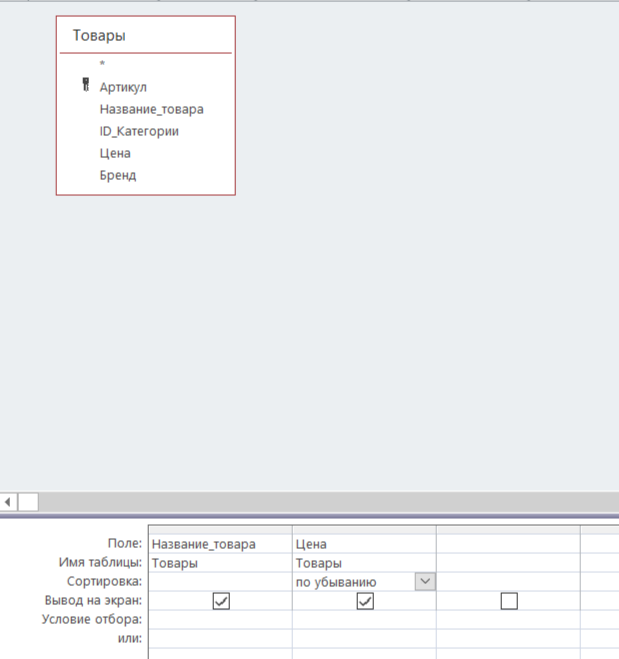 Товары
*
Артикул
Название_товара
ID_Категории
Цена
Бренд
Поле: Название_товара Цена
Имя таблицы: Товары Товары
Сортировка: по убыванию
Вывод на экран:
Условие отбора:
или: